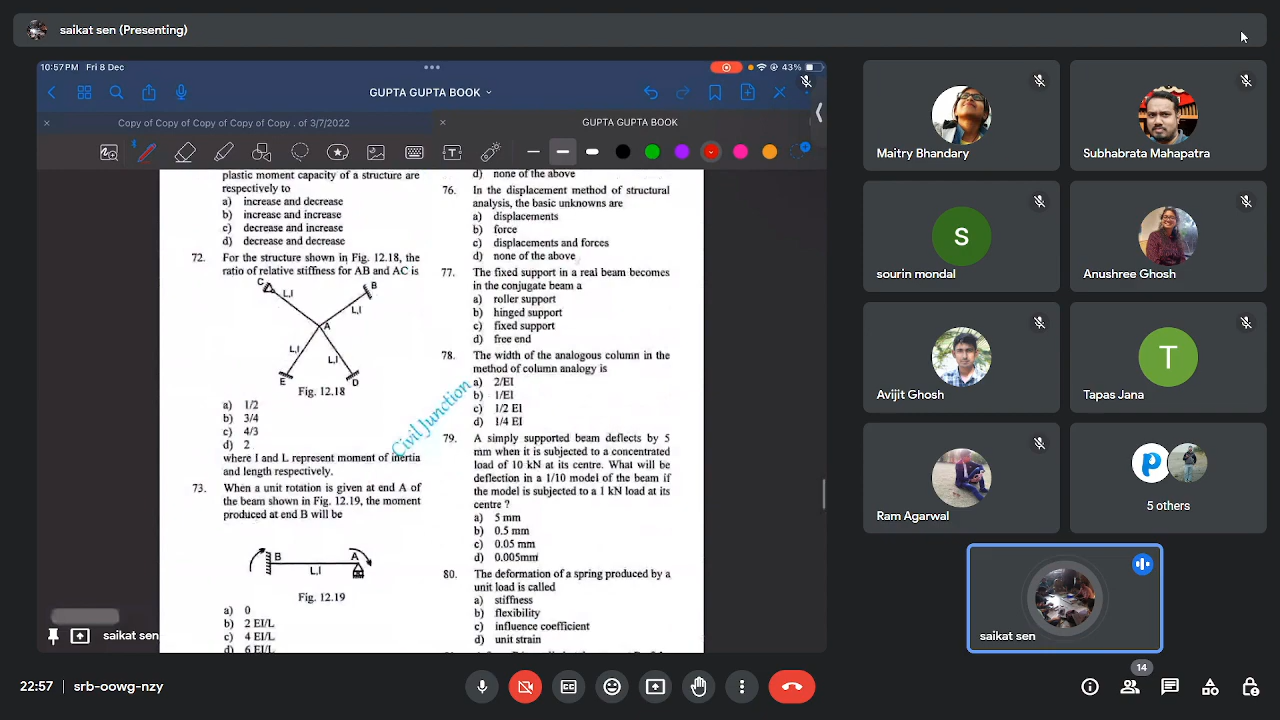 saikat sen (Presenting)
10:57PM Fri 8 Dec
43%
GUPTA GUPTA BOOK
Copy of Copy of Copy of Copy of Copy . of 3/7/2022
GUPTA GUPTA BOOK
plastic moment capacity of a structure are
respectively to
a) increase and decrease
b) increase and increase
c) decrease and increase
d) decrease and decrease
72. For the structure shown in Fig. 12.18, the
ratio of relative stiffness for AB and AC is
C
L,I
B
L,I
A
L,I
L,I
E
D
Fig. 12.18
a) 1/2
b) 3/4
c) 4/3
d) 2
where I and L represent moment of inertia
and length respectively.
73. When a unit rotation is given at end A of
the beam shown in Fig. 12.19, the moment
produced at end B will be
B
A
L,I
Fig. 12.19
a) 0
b) 2 EI/L
c) 4 EI/L
d) 6 EI/L
Civil Junction
d) none of the above
76. In the displacement method of structural
analysis, the basic unknowns are
a) displacements
b) force
c) displacements and forces
d) none of the above
77. The fixed support in a real beam becomes
in the conjugate beam a
a) roller support
b) hinged support
c) fixed support
d) free end
78. The width of the analogous column in the
method of column analogy is
a) 2/EI
b) 1/EI
c) 1/2 EI
d) 1/4 EI
79. A simply supported beam deflects by 5
mm when it is subjected to a concentrated
load of 10 kN at its centre. What will be
deflection in a 1/10 model of the beam if
the model is subjected to a 1 kN load at its
centre ?
a) 5 mm
b) 0.5 mm
c) 0.05 mm
d) 0.005mm
80. The deformation of a spring produced by a
unit load is called
a) stiffness
b) flexibility
c) influence coefficient
d) unit strain
saikat sen
Maitry Bhandary
Subhabrata Mahapatra
S
sourin mondal
Anushree Ghosh
Avijit Ghosh
T
Tapas Jana
Ram Agarwal
P
5 others
saikat sen
22:57 | srb-oowg-nzy
14